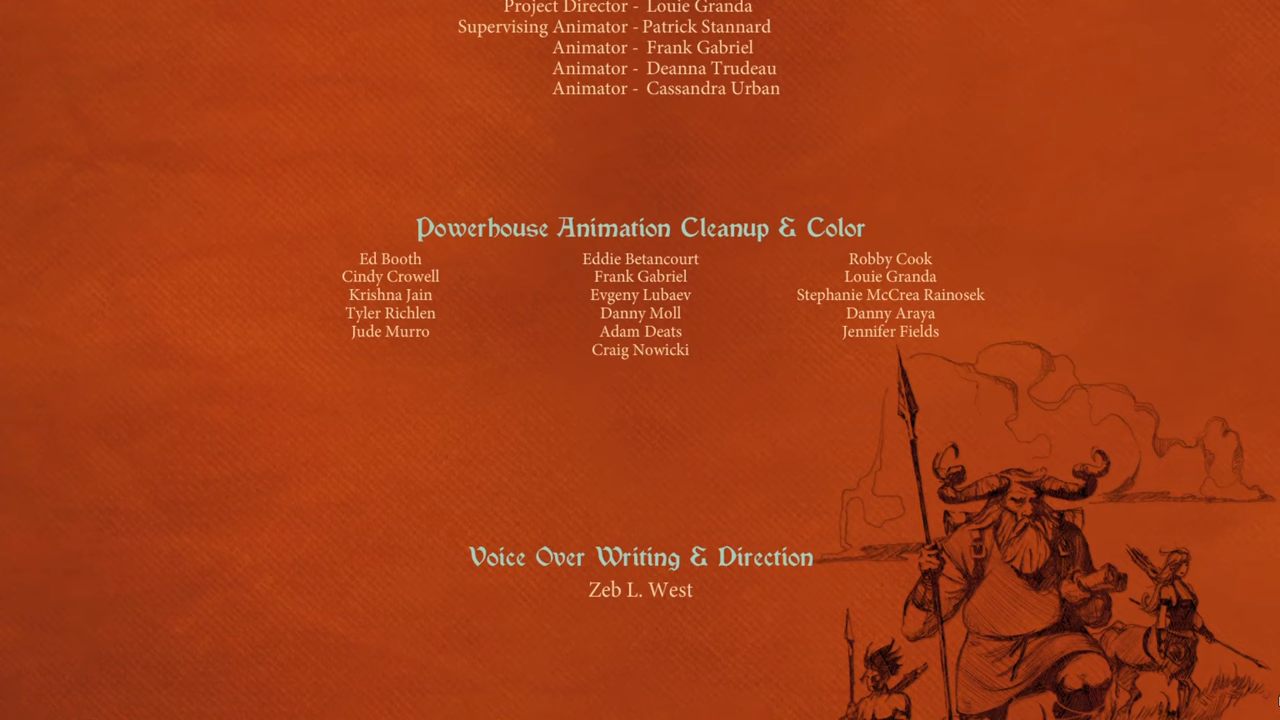 Project Director - Louie Granda
Supervising Animator - Patrick Stannard
Animator - Frank Gabriel
Animator - Deanna Trudeau
Animator - Cassandra Urban
Powerhouse Animation Cleanup & Color
Ed Booth
Cindy Crowell
Krishna Jain
Tyler Richlen
Jude Murro
Eddie Betancourt
Frank Gabriel
Evgeny Lubaev
Danny Moll
Adam Deats
Craig Nowicki
Robby Cook
Louie Granda
Stephanie McCrea Rainosek
Danny Araya
Jennifer Fields
Voice Over Writing & Direction
Zeb L. West